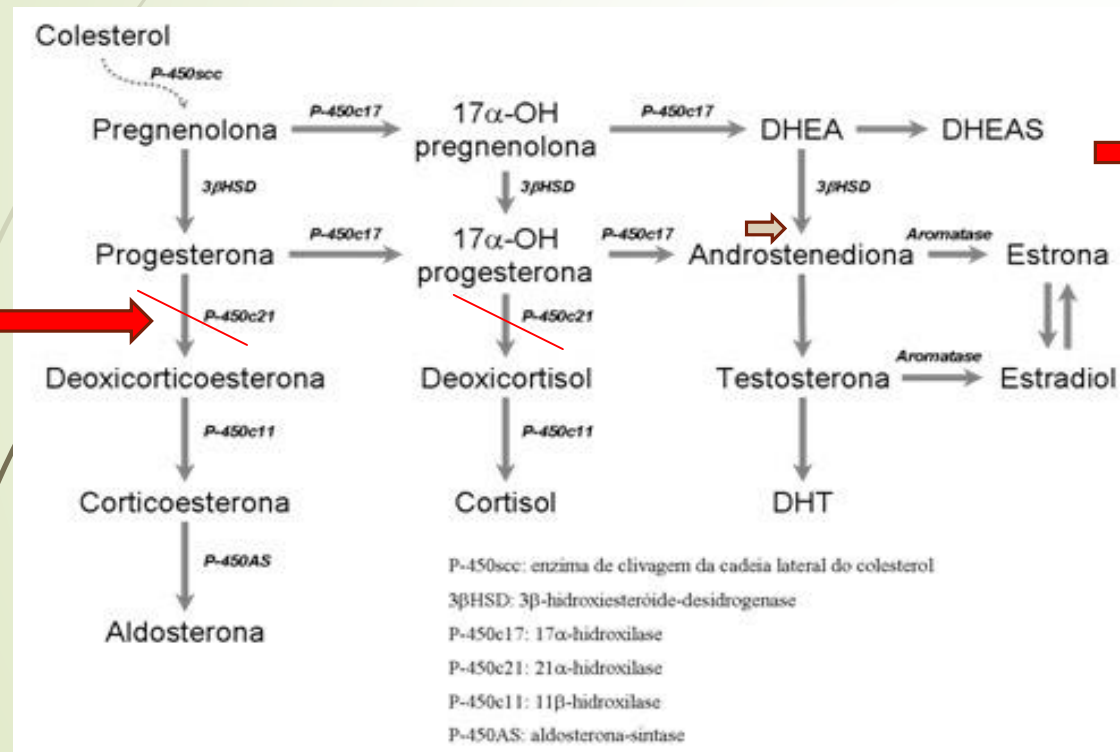 Colesterol
P-450scc
Pregnenolona
P-450c17
17α-OH
pregnenolona
P-450c17
DHEA
DHEAS
3βHSD
3βHSD
3βHSD
Progesterona
P-450c17
17α-OH
progesterona
P-450c17
Androstenediona
Aromatase
Estrona
P-450c21
P-450c21
Deoxicorticoesterona
Deoxicortisol
Testosterona
Aromatase
Estradiol
P-450c11
P-450c11
Corticoesterona
Cortisol
DHT
P-450AS
Aldosterona
P-450scc: enzima de clivagem da cadeia lateral do colesterol
3βHSD: 3β-hidroxiesteróide-desidrogenase
P-450c17: 17α-hidroxilase
P-450c21: 21α-hidroxilase
P-450c11: 11β-hidroxilase
P-450AS: aldosterona-sintase